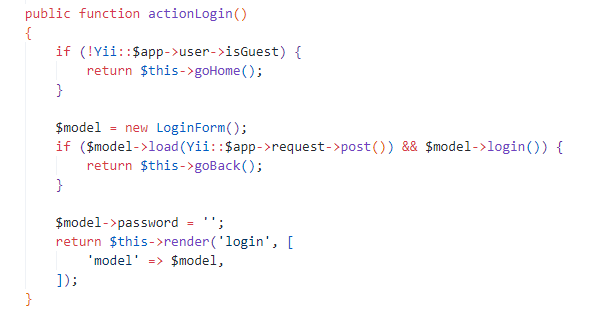 public function actionLogin()
{
    if (!Yii::$app->user->isGuest) {
        return $this->goHome();
    }

    $model = new LoginForm();
    if ($model->load(Yii::$app->request->post()) && $model->login()) {
        return $this->goBack();
    }

    $model->password = '';
    return $this->render('login', [
        'model' => $model,
    ]);
}